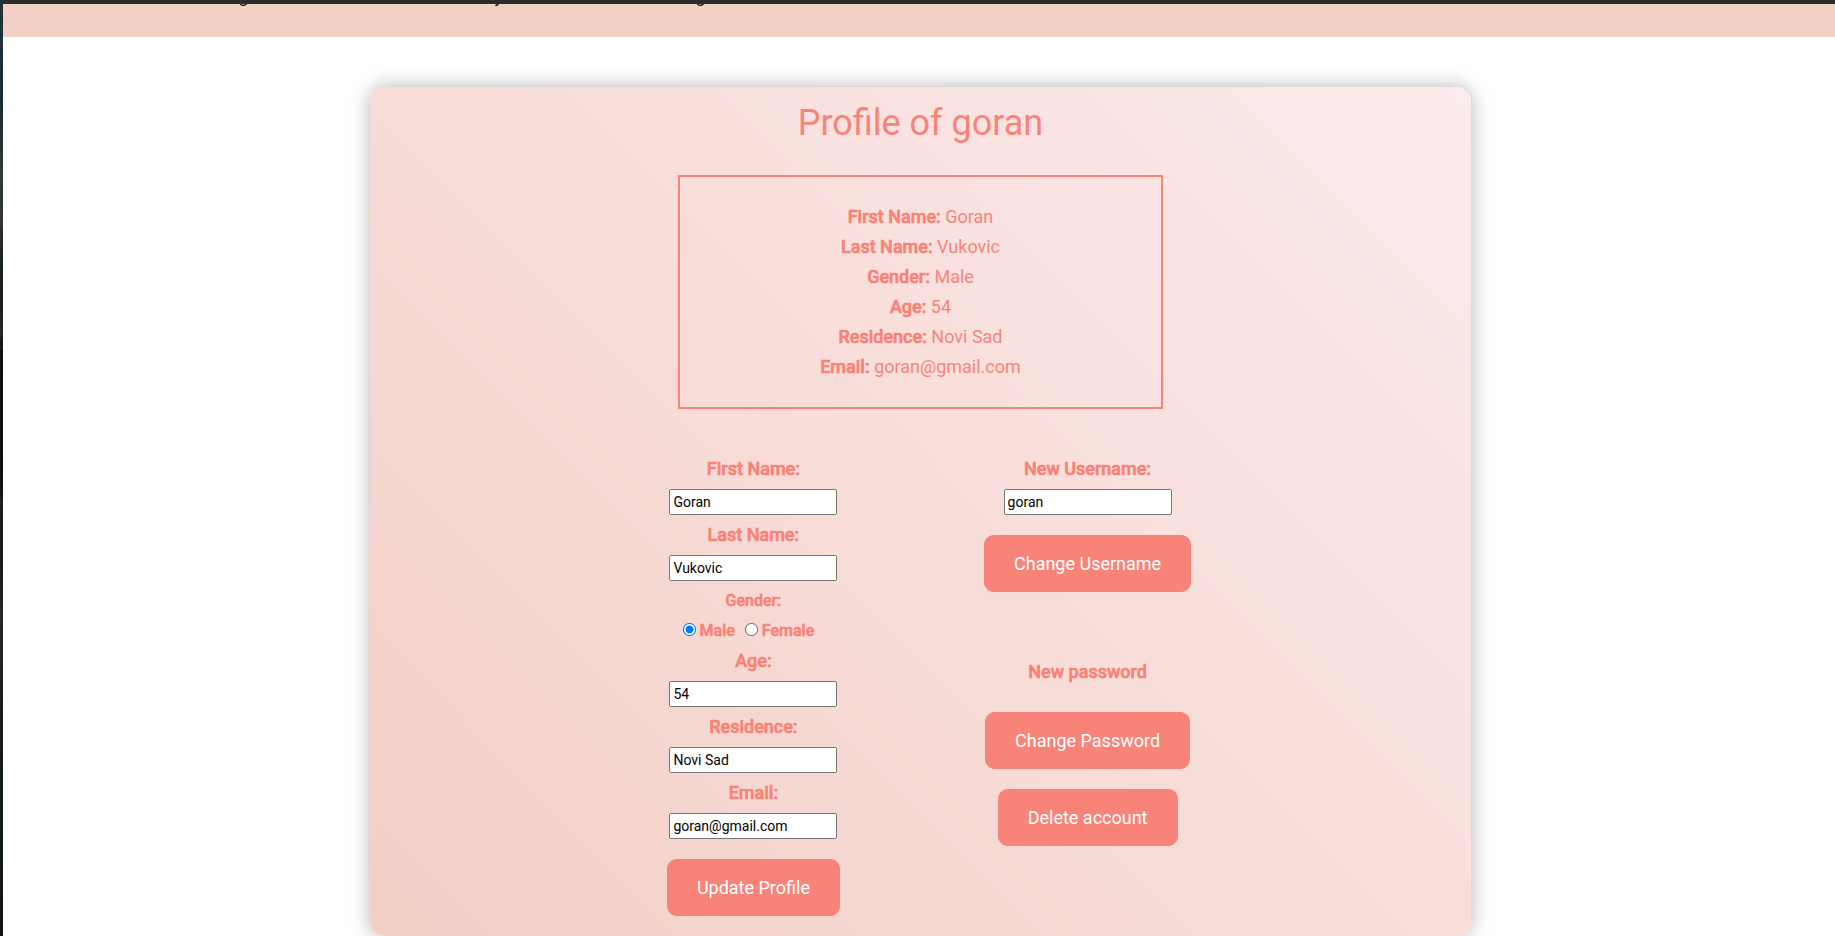 Profile of goran
First Name: Goran
Last Name: Vukovic
Gender: Male
Age: 54
Residence: Novi Sad
Email: goran@gmail.com
First Name:
Goran
Last Name:
Vukovic
Gender:
Male Female
Age:
54
Residence:
Novi Sad
Email:
goran@gmail.com
Update Profile
New Username:
goran
Change Username
New password
Change Password
Delete account